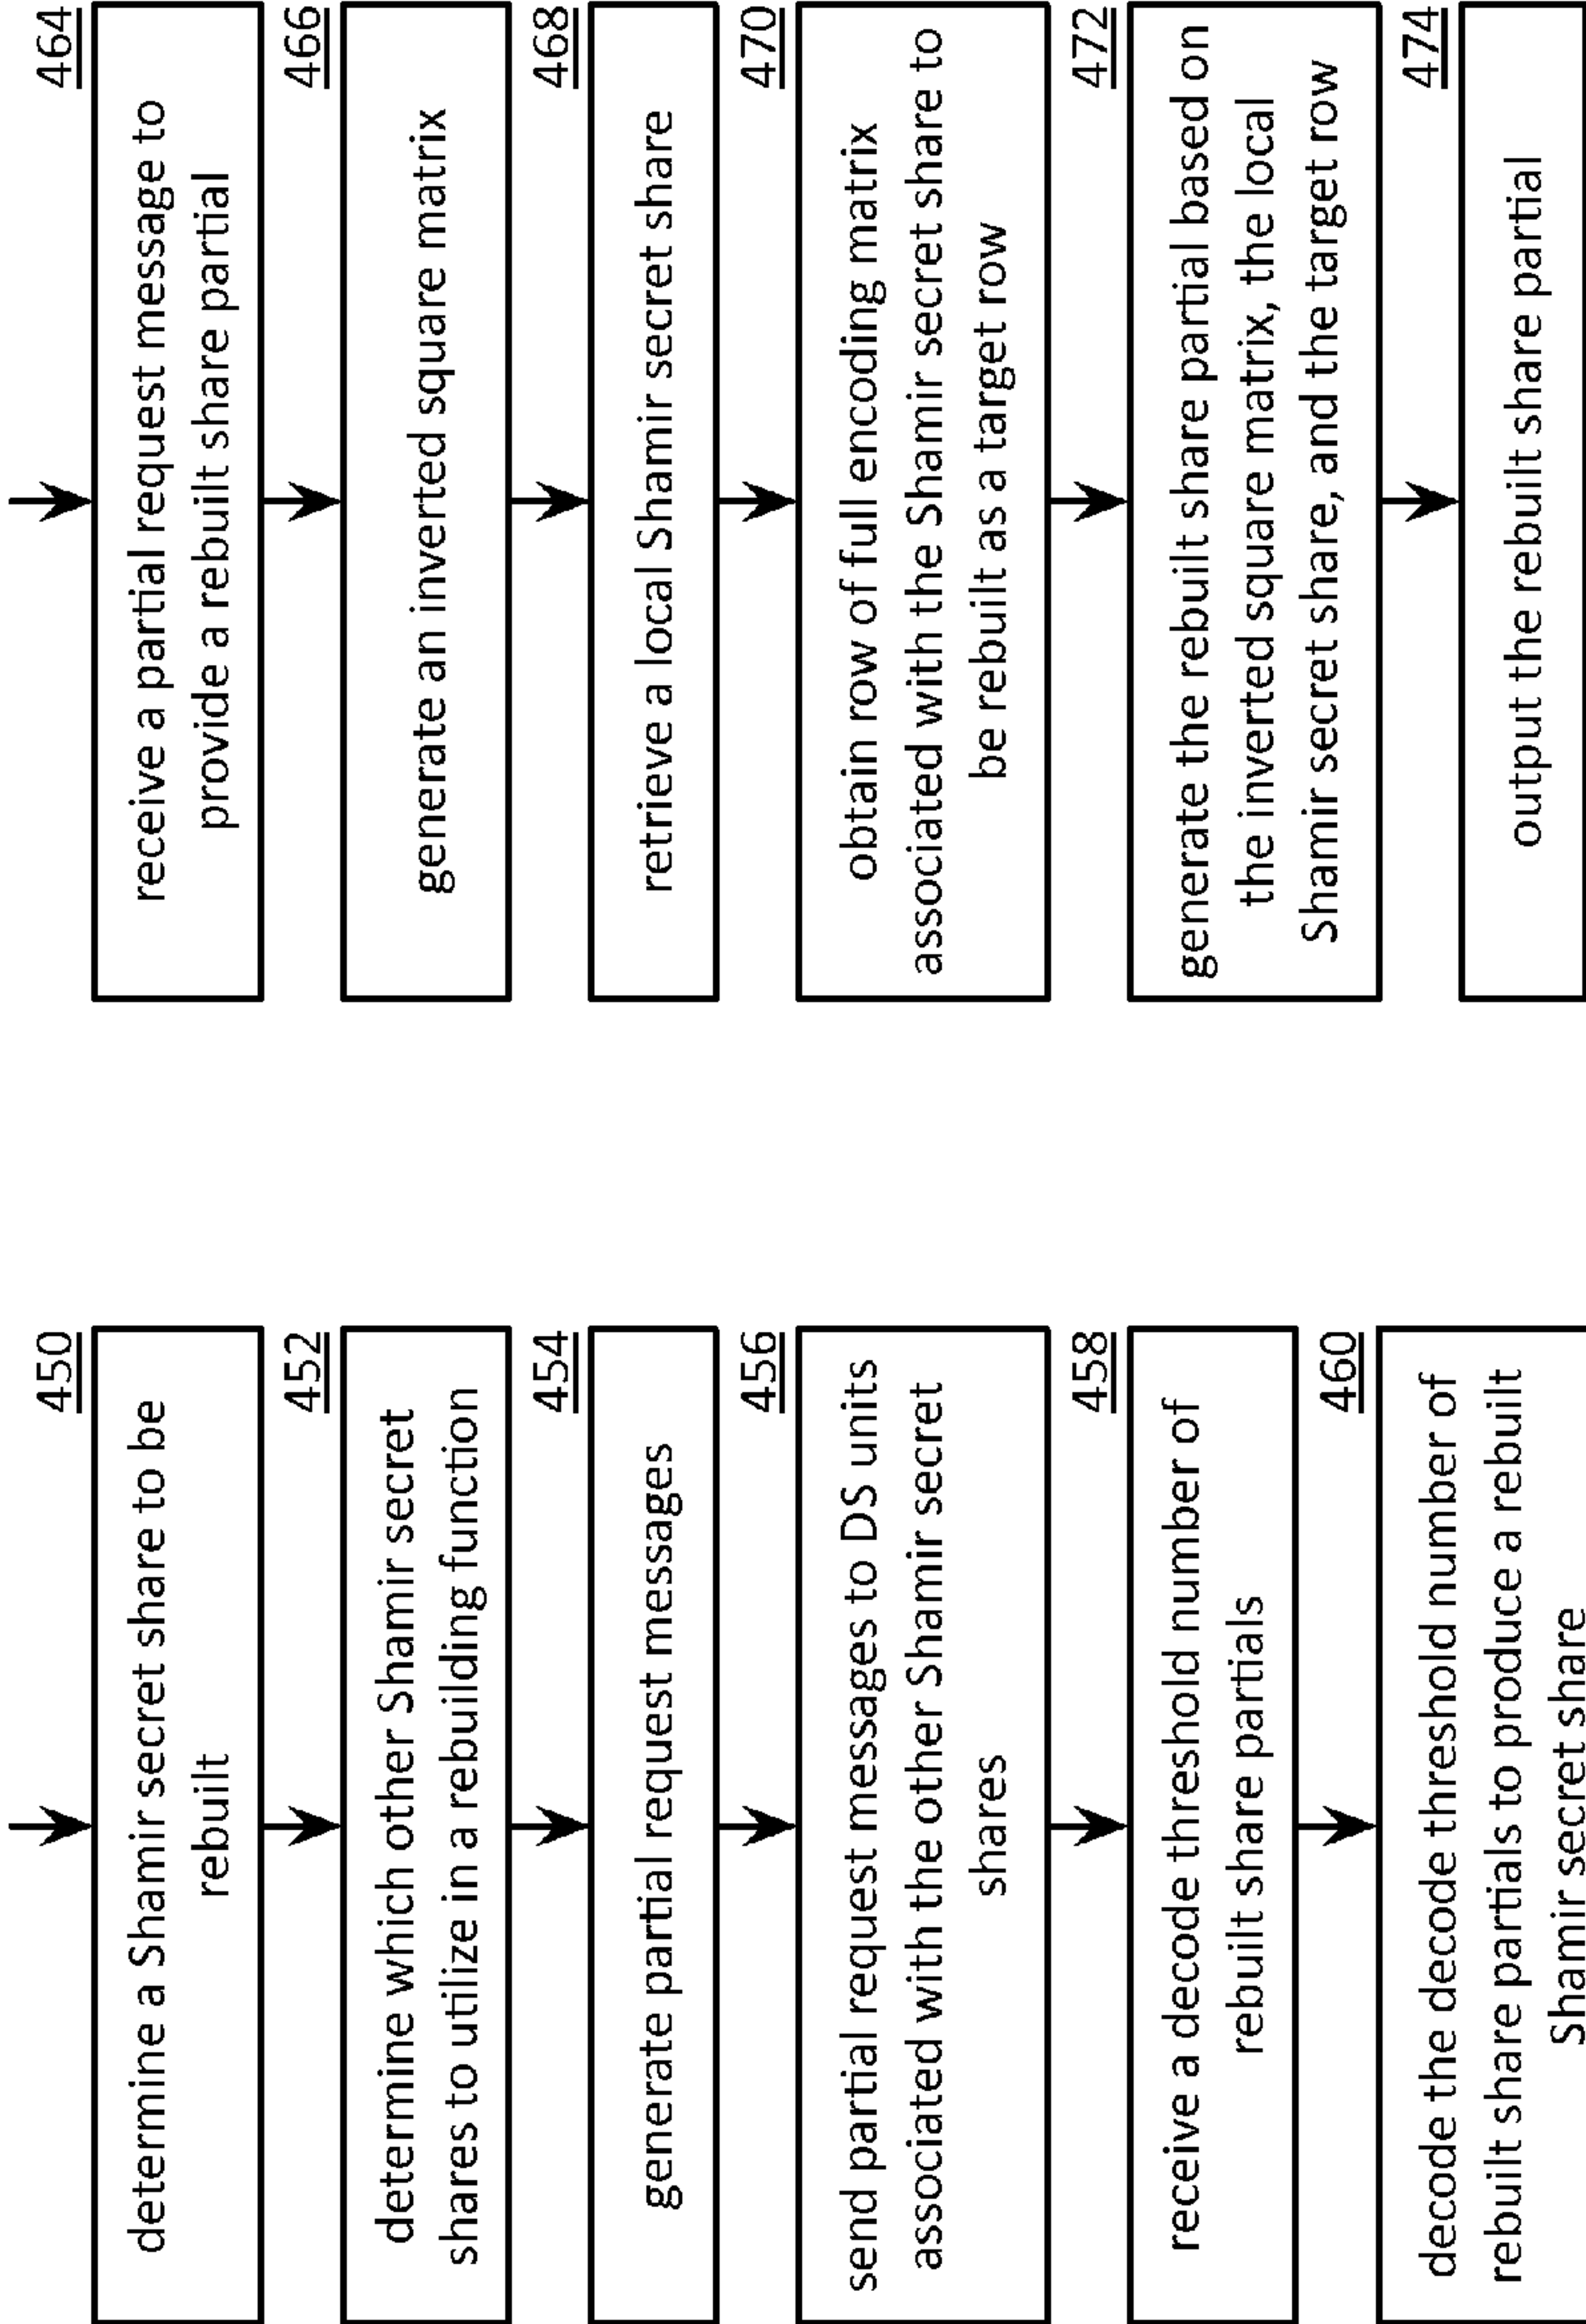 450
determine a Shamir secret share to be
rebuilt
452
determine which other Shamir secret
shares to utilize in a rebuilding function
454
generate partial request messages
456
send partial request messages to DS units
associated with the other Shamir secret
shares
458
receive a decode threshold number of
rebuilt share partials
460
decode the decode threshold number of
rebuilt share partials to produce a rebuilt
Shamir secret share
464
receive a partial request message to
provide a rebuilt share partial
466
generate an inverted square matrix
468
retrieve a local Shamir secret share
470
obtain row of full encoding matrix
associated with the Shamir secret share to
be rebuilt as a target row
472
generate the rebuilt share partial based on
the inverted square matrix, the local
Shamir secret share, and the target row
474
output the rebuilt share partial